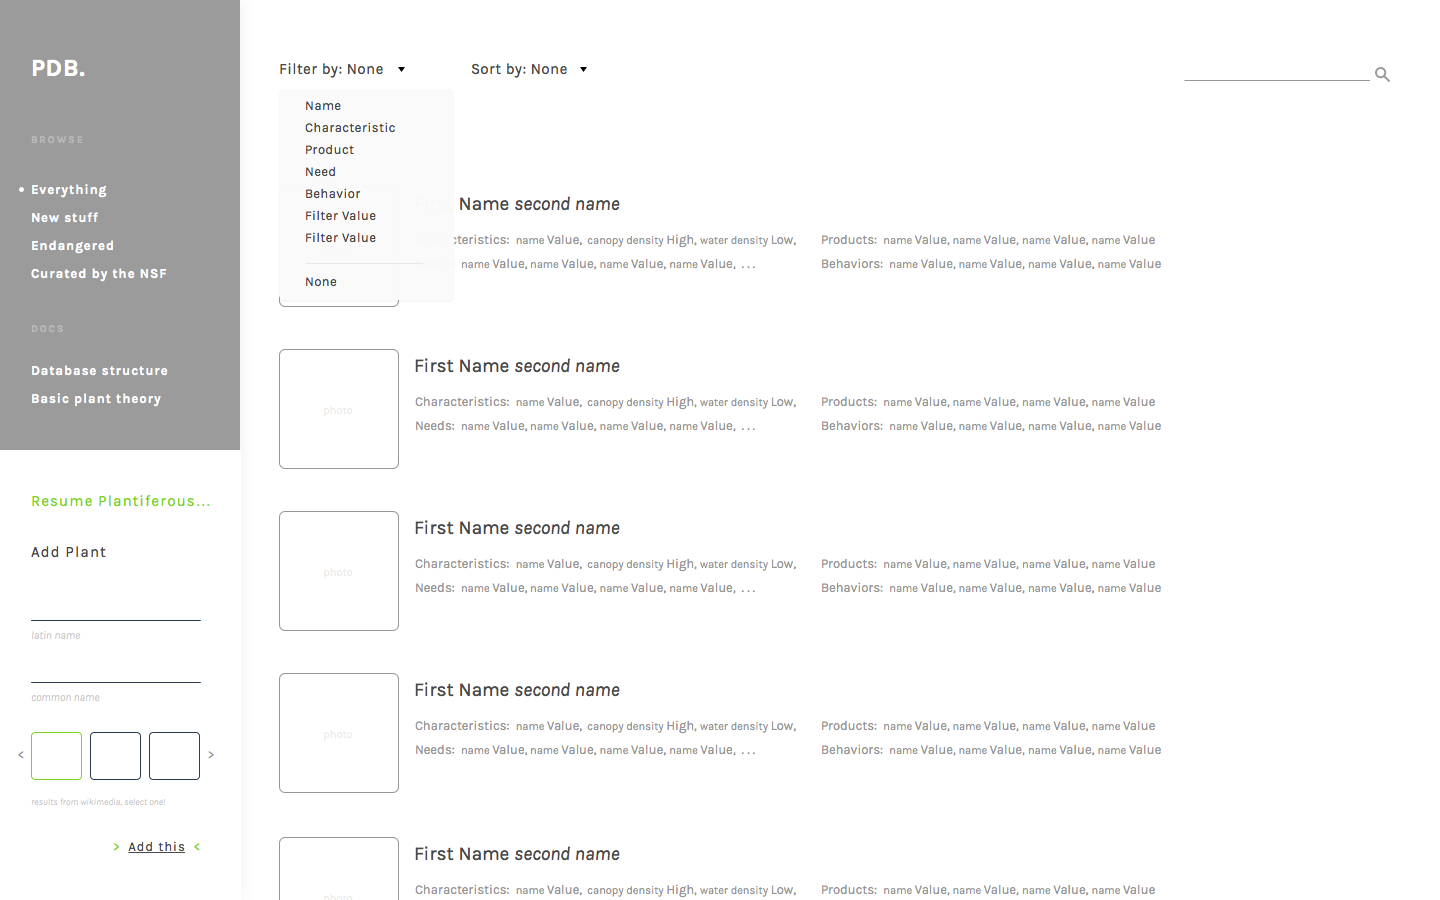 PDB.
BROWSE
Everything
New stuff
Endangered
Curated by the NSF
DOCS
Database structure
Basic plant theory
Resume Plantiferous...
Add Plant
latin name
common name
< >
results from wikimedia, select one!
> Add this <
Filter by: None
Sort by: None
Name
Characteristic
Product
Need
Behavior
Filter Value
Filter Value
None
Name second name
name Value, canopy density High, water density Low,
name Value, name Value, name Value, name Value, ...
Products: name Value, name Value, name Value, name Value
Behaviors: name Value, name Value, name Value, name Value
photo
First Name second name
Characteristics: name Value, canopy density High, water density Low,
Needs: name Value, name Value, name Value, name Value, ...
Products: name Value, name Value, name Value, name Value
Behaviors: name Value, name Value, name Value, name Value
photo
First Name second name
Characteristics: name Value, canopy density High, water density Low,
Needs: name Value, name Value, name Value, name Value, ...
Products: name Value, name Value, name Value, name Value
Behaviors: name Value, name Value, name Value, name Value
photo
First Name second name
Characteristics: name Value, canopy density High, water density Low,
Needs: name Value, name Value, name Value, name Value, ...
Products: name Value, name Value, name Value, name Value
Behaviors: name Value, name Value, name Value, name Value
photo
First Name second name
Characteristics: name Value, canopy density High, water density Low,
Products: name Value, name Value, name Value, name Value